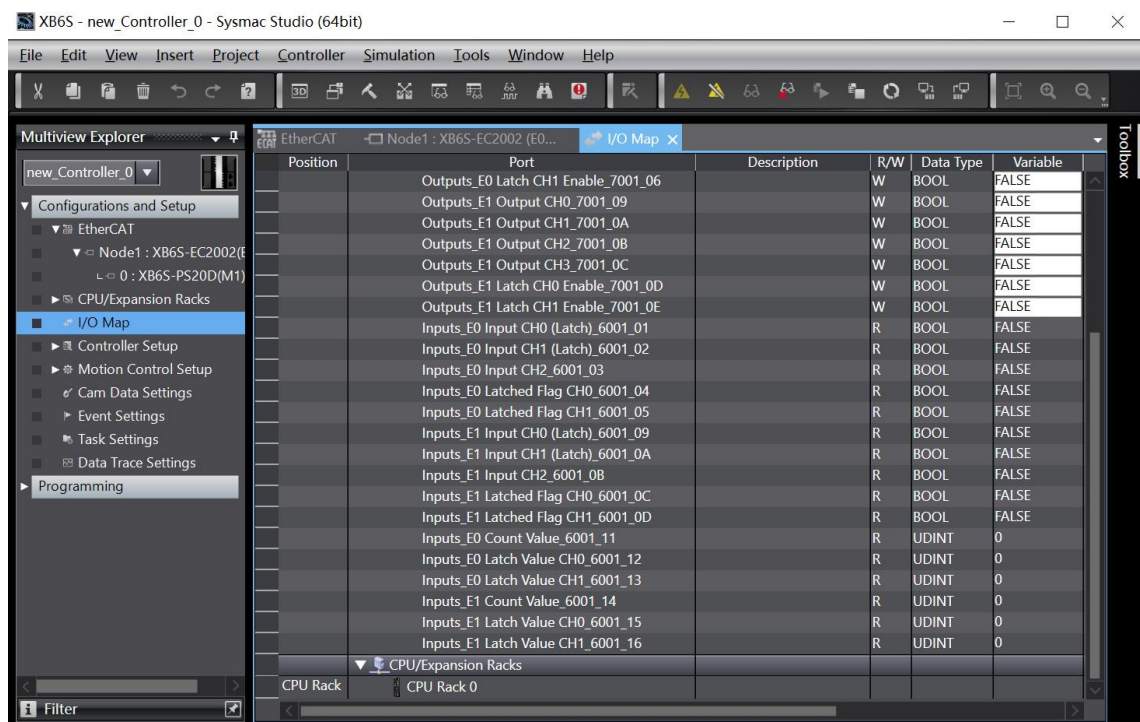 XB6S - new_Controller_0 - Sysmac Studio (64bit)
File Edit View Insert Project Controller Simulation Tools Window Help
3D
Multiview Explorer
new_Controller_0
Configurations and Setup
EtherCAT
Node1 : XB6S-EC2002(E
0 : XB6S-PS20D(M1)
CPU/Expansion Racks
I/O Map
Controller Setup
Motion Control Setup
Cam Data Settings
Event Settings
Task Settings
Data Trace Settings
Programming
Filter
EtherCAT Node1 : XB6S-EC2002 (E0... I/O Map
Position Port Description R/W Data Type Variable
Outputs_E0 Latch CH1 Enable_7001_06 W BOOL FALSE
Outputs_E1 Output CH0_7001_09 W BOOL FALSE
Outputs_E1 Output CH1_7001_0A W BOOL FALSE
Outputs_E1 Output CH2_7001_0B W BOOL FALSE
Outputs_E1 Output CH3_7001_0C W BOOL FALSE
Outputs_E1 Latch CH0 Enable_7001_0D W BOOL FALSE
Outputs_E1 Latch CH1 Enable_7001_0E W BOOL FALSE
Inputs_E0 Input CH0 (Latch)_6001_01 R BOOL FALSE
Inputs_E0 Input CH1 (Latch)_6001_02 R BOOL FALSE
Inputs_E0 Input CH2_6001_03 R BOOL FALSE
Inputs_E0 Latched Flag CH0_6001_04 R BOOL FALSE
Inputs_E0 Latched Flag CH1_6001_05 R BOOL FALSE
Inputs_E1 Input CH0 (Latch)_6001_09 R BOOL FALSE
Inputs_E1 Input CH1 (Latch)_6001_0A R BOOL FALSE
Inputs_E1 Input CH2_6001_0B R BOOL FALSE
Inputs_E1 Latched Flag CH0_6001_0C R BOOL FALSE
Inputs_E1 Latched Flag CH1_6001_0D R BOOL FALSE
Inputs_E0 Count Value_6001_11 R UDINT 0
Inputs_E0 Latch Value CH0_6001_12 R UDINT 0
Inputs_E0 Latch Value CH1_6001_13 R UDINT 0
Inputs_E1 Count Value_6001_14 R UDINT 0
Inputs_E1 Latch Value CH0_6001_15 R UDINT 0
Inputs_E1 Latch Value CH1_6001_16 R UDINT 0
CPU/Expansion Racks
CPU Rack CPU Rack 0
Toolbox